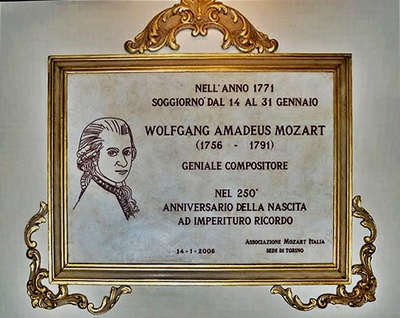 NELL'ANNO 1771
SOGGIORNO' DAL 14 AL 31 GENNAIO
WOLFGANG AMADEUS MOZART
(1756 - 1791)
GENIALE COMPOSITORE
NEL 250°
ANNIVERSARIO DELLA NASCITA
AD IMPERITURO RICORDO
ASSOCIAZIONE MOZART ITALIA
14-1-2006 SEDE DI TORINO